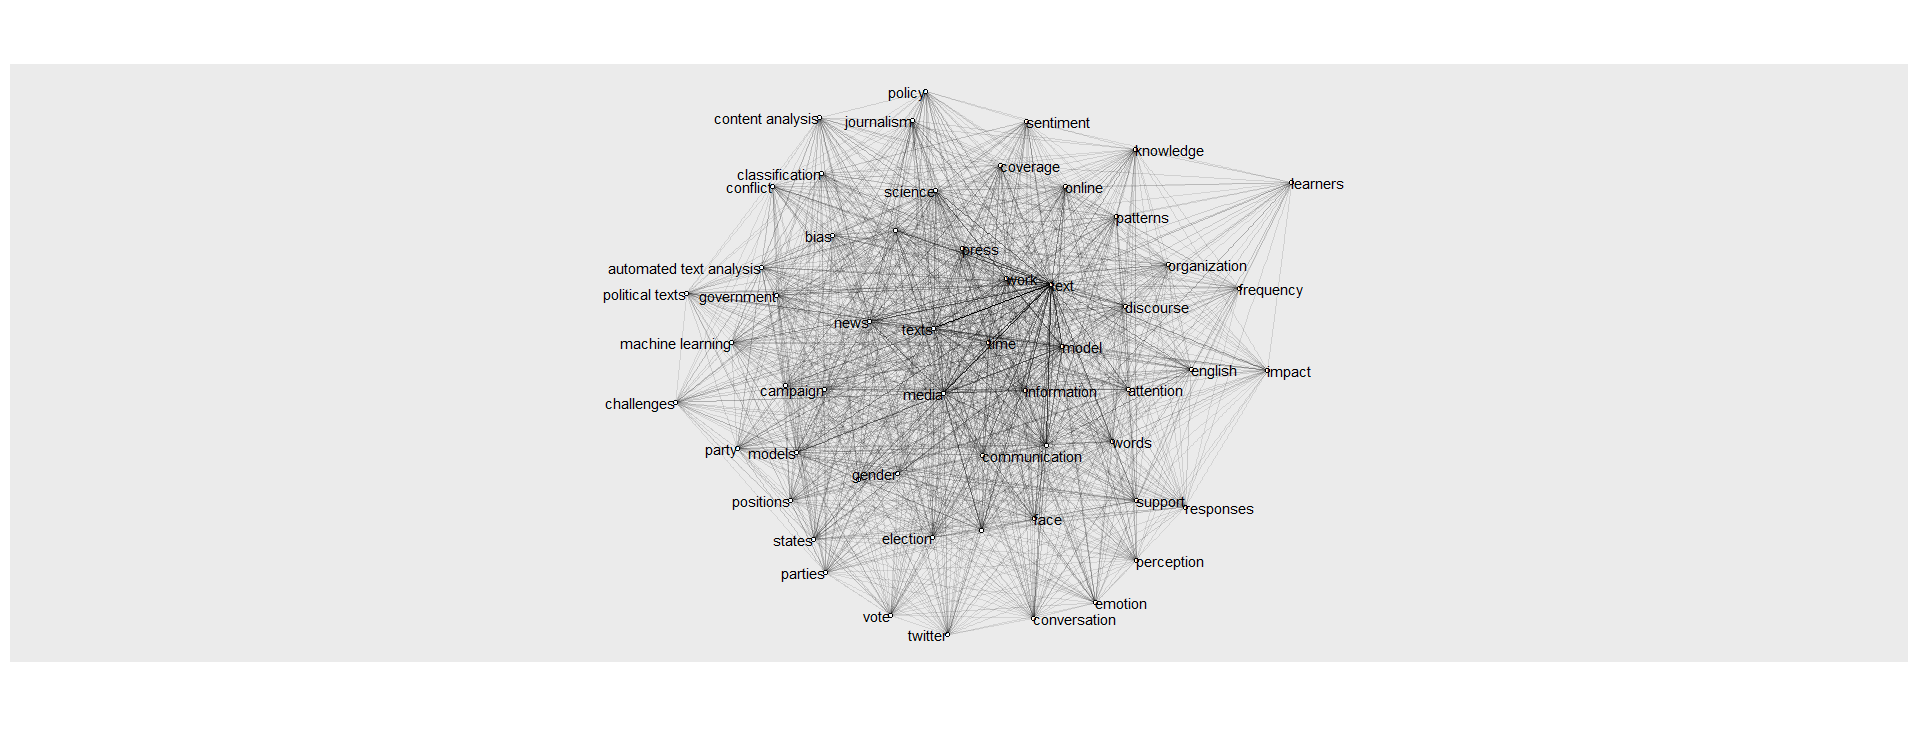 policy
content analysis
journalism
sentiment
knowledge
coverage
classification
conflict
science
online
learners
patterns
bias
press
automated text analysis
organization
work
text
political texts
government
frequency
discourse
news
texts
machine learning
time
model
english
impact
campaign
media
information
attention
challenges
party
models
words
communication
gender
positions
support
responses
face
states
election
perception
parties
emotion
vote
conversation
twitter